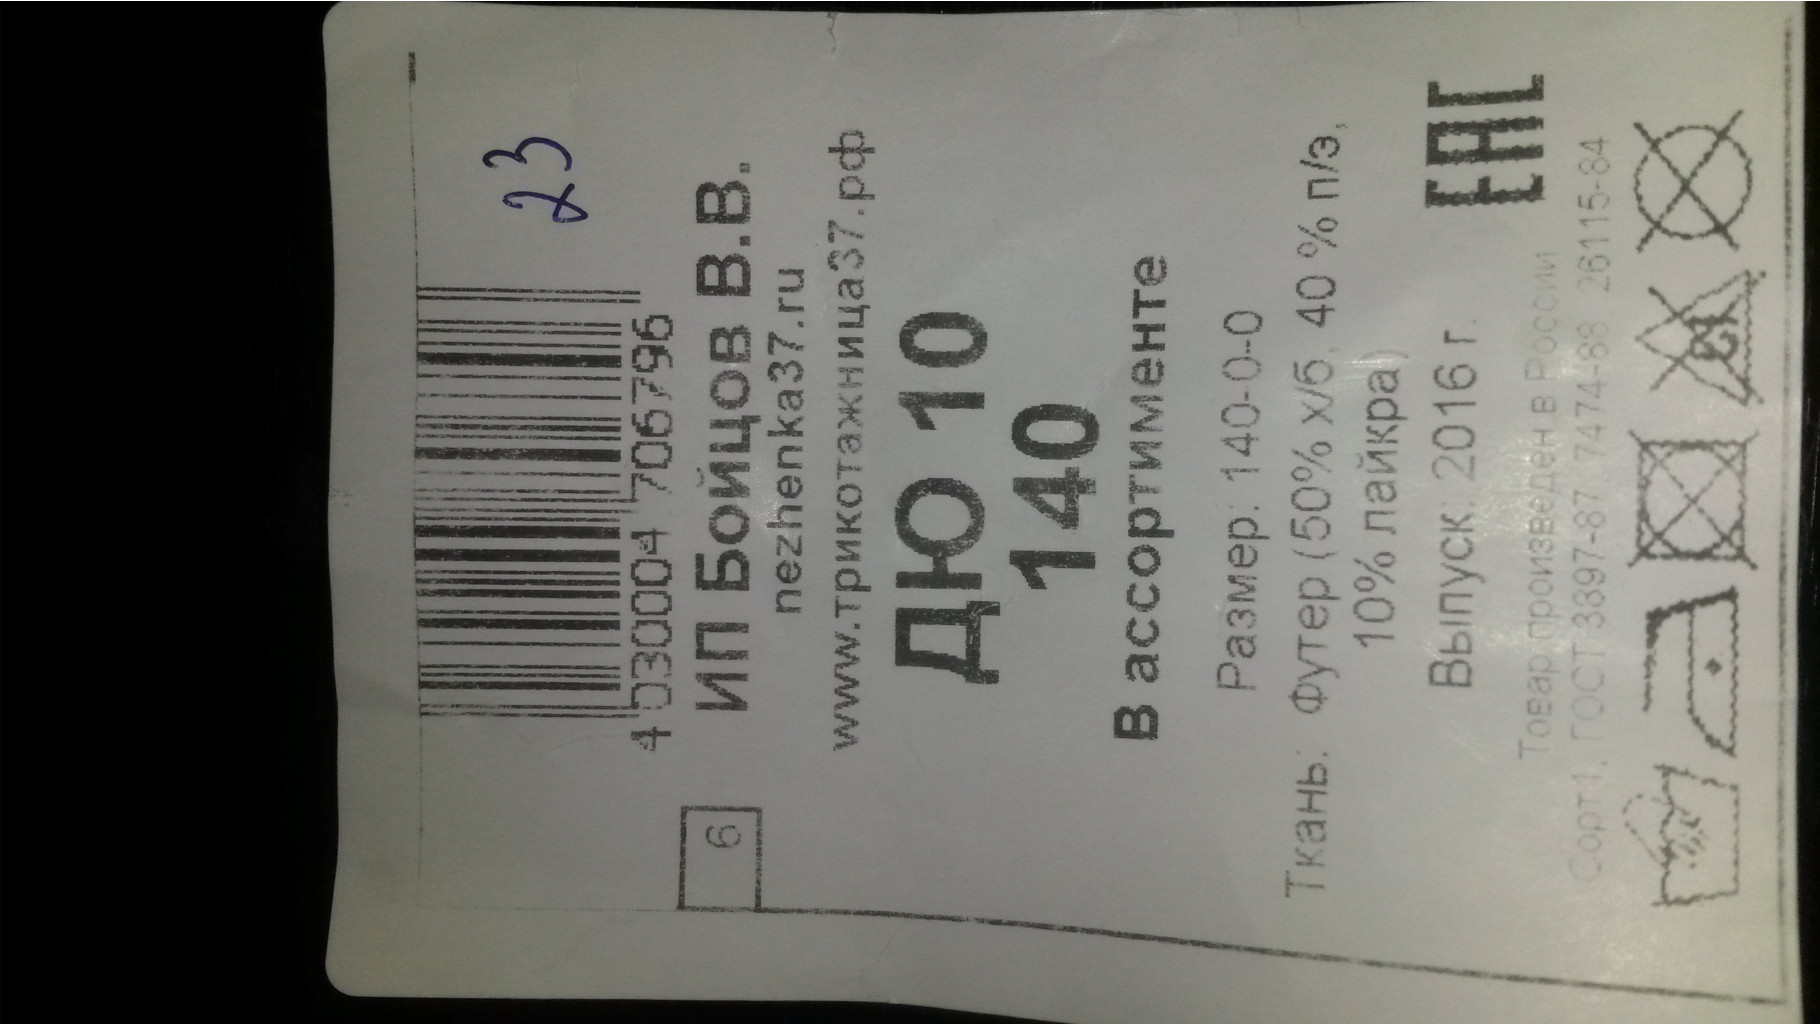 23
4 030004 706796
6
ИП Бойцов В.В.
nezhenka37.ru
www.трикотажница37.рф
ДЮ 10
140
В ассортименте
Размер: 140-0-0
Ткань: Футер (50% х/б, 40 % п/э,
10% лайкра)
Выпуск: 2016 г.
ЕАС
Товар произведен в России
Сорт1, ГОСТ 3897-87 7474-88 26115-84
Cl